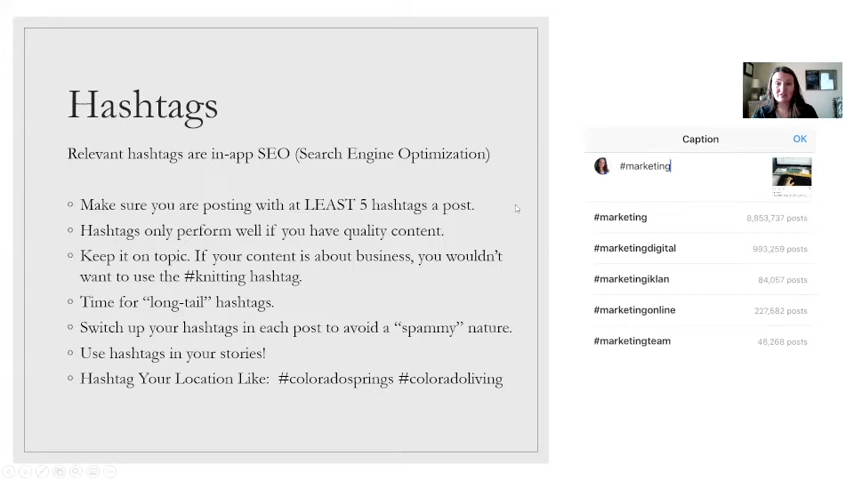 Hashtags
Relevant hashtags are in-app SEO (Search Engine Optimization)
Make sure you are posting with at LEAST 5 hashtags a post.
Hashtags only perform well if you have quality content.
Keep it on topic. If your content is about business, you wouldn't
want to use the #knitting hashtag.
Time for “long-tail” hashtags.
Switch up your hashtags in each post to avoid a “spammy” nature.
Use hashtags in your stories!
Hashtag Your Location Like: #coloradosprings #coloradoliving
Caption OK
#marketing
#marketing 8,853,737 posts
#marketingdigital 993,259 posts
#marketingiklan 84,057 posts
#marketingonline 227,582 posts
#marketingteam 48,268 posts